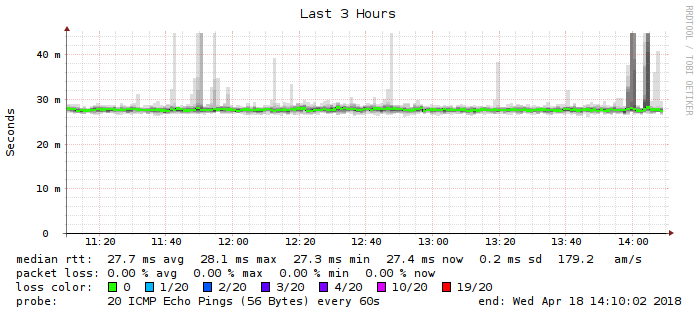 Last 3 Hours
RRDTOOL / TOBI OETIKER
Seconds
40 m
30 m
20 m
10 m
0
11:20 11:40 12:00 12:20 12:40 13:00 13:20 13:40 14:00
median rtt: 27.7 ms avg 28.1 ms max 27.3 ms min 27.4 ms now 0.2 ms sd 179.2 am/s
packet loss: 0.00 % avg 0.00 % max 0.00 % min 0.00 % now
loss color: 0 1/20 2/20 3/20 4/20 10/20 19/20
probe: 20 ICMP Echo Pings (56 Bytes) every 60s end: Wed Apr 18 14:10:02 2018